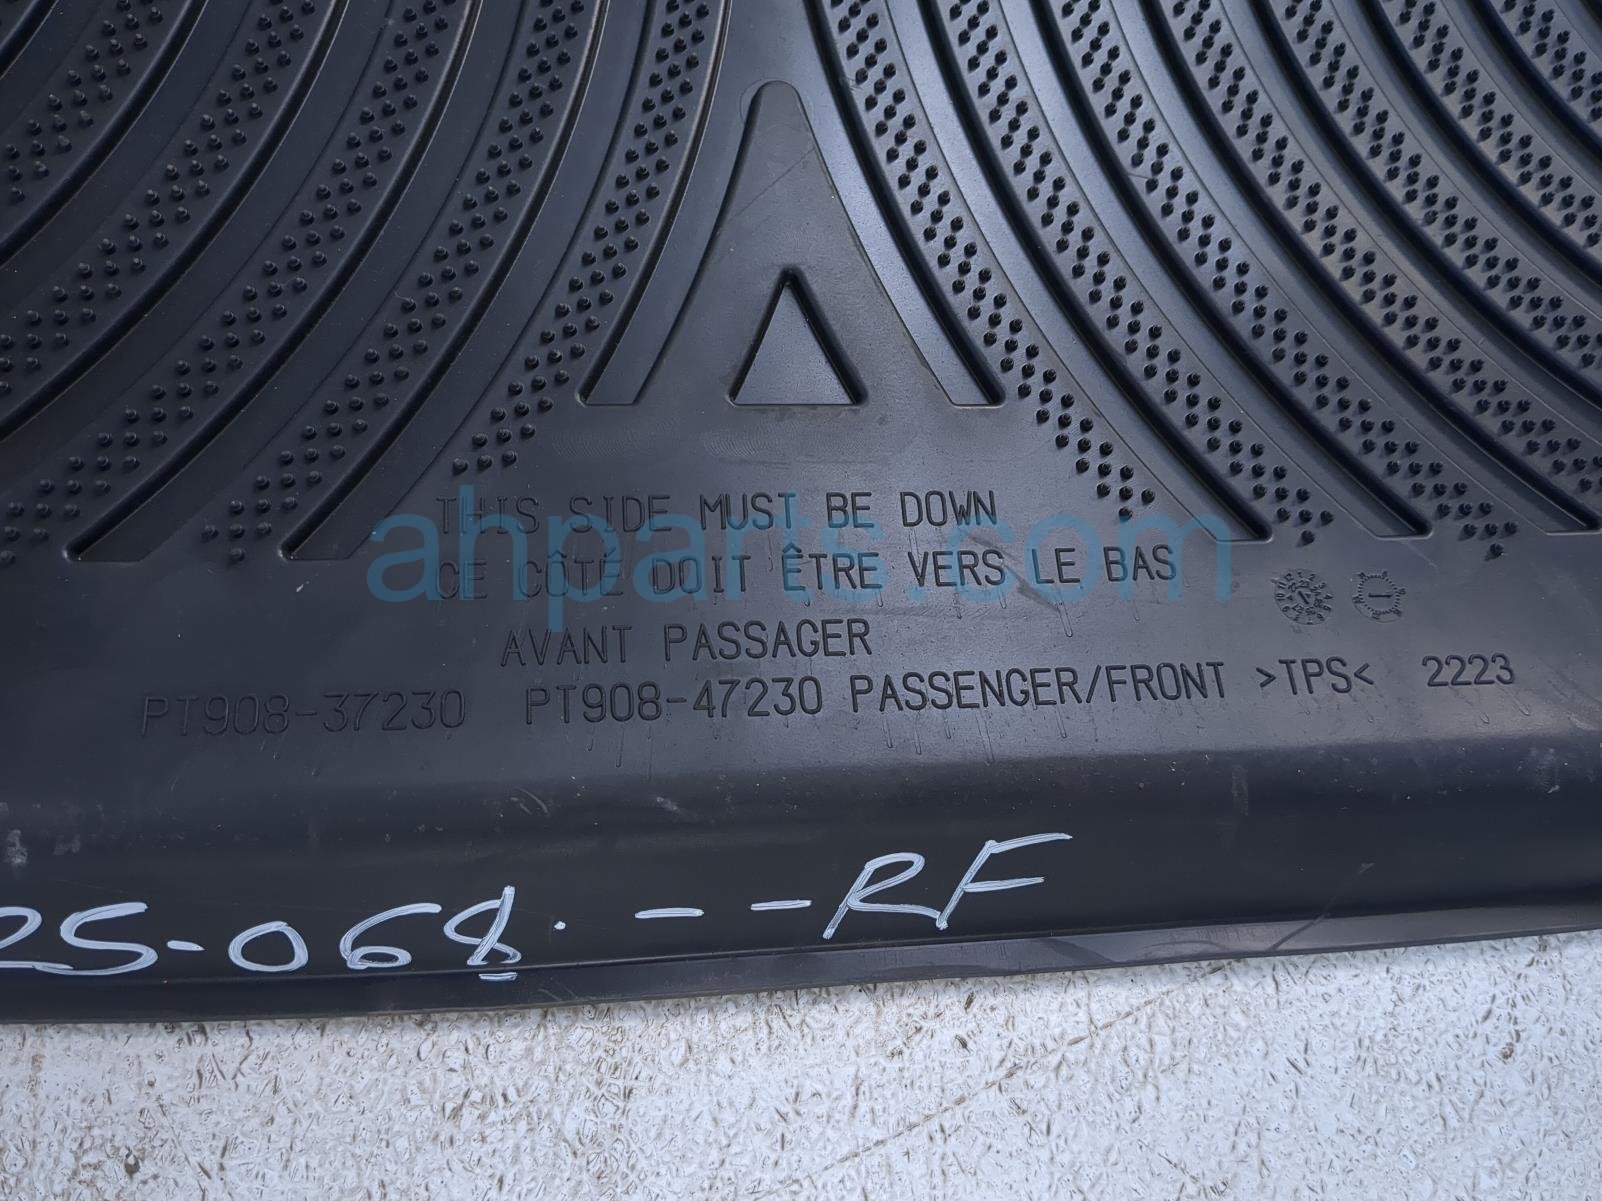 THIS SIDE MUST BE DOWN
CE CÔTÉ DOIT ÊTRE VERS LE BAS
AVANT PASSAGER
PT908-37230 PT908-47230 PASSENGER/FRONT >TPS< 2223
ahparts.com
25-068. --RF